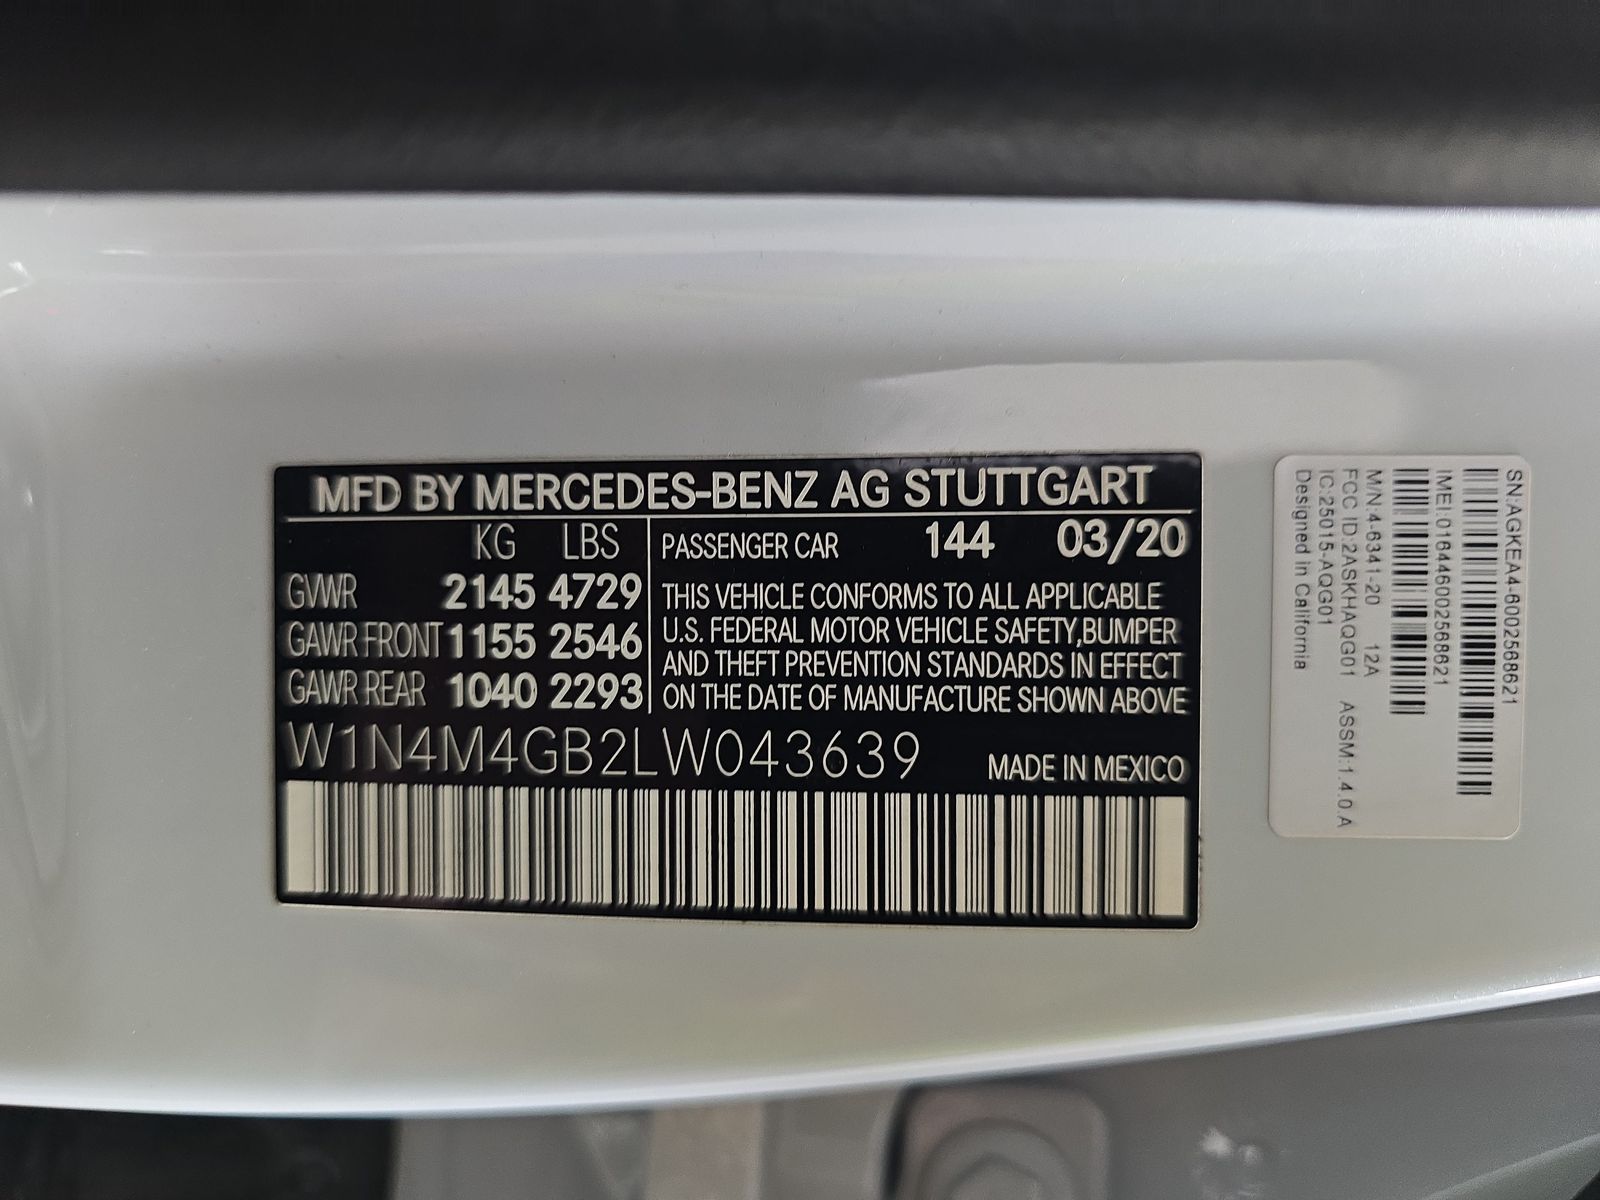 MFD BY MERCEDES-BENZ AG STUTTGART
KG LBS
GVWR 2145 4729
GAWR FRONT 1155 2546
GAWR REAR 1040 2293
PASSENGER CAR 144 03/20
THIS VEHICLE CONFORMS TO ALL APPLICABLE
U.S. FEDERAL MOTOR VEHICLE SAFETY,BUMPER
AND THEFT PREVENTION STANDARDS IN EFFECT
ON THE DATE OF MANUFACTURE SHOWN ABOVE
W1N4M4GB2LW043639
MADE IN MEXICO
SN:AGKEA4-6002568621
IMEI:016446002568621
M/N:4-6341-20 12A
FCC ID:2ASKHAQG01 ASSM:1.4.0.A
IC:25015-AQG01
Designed in California